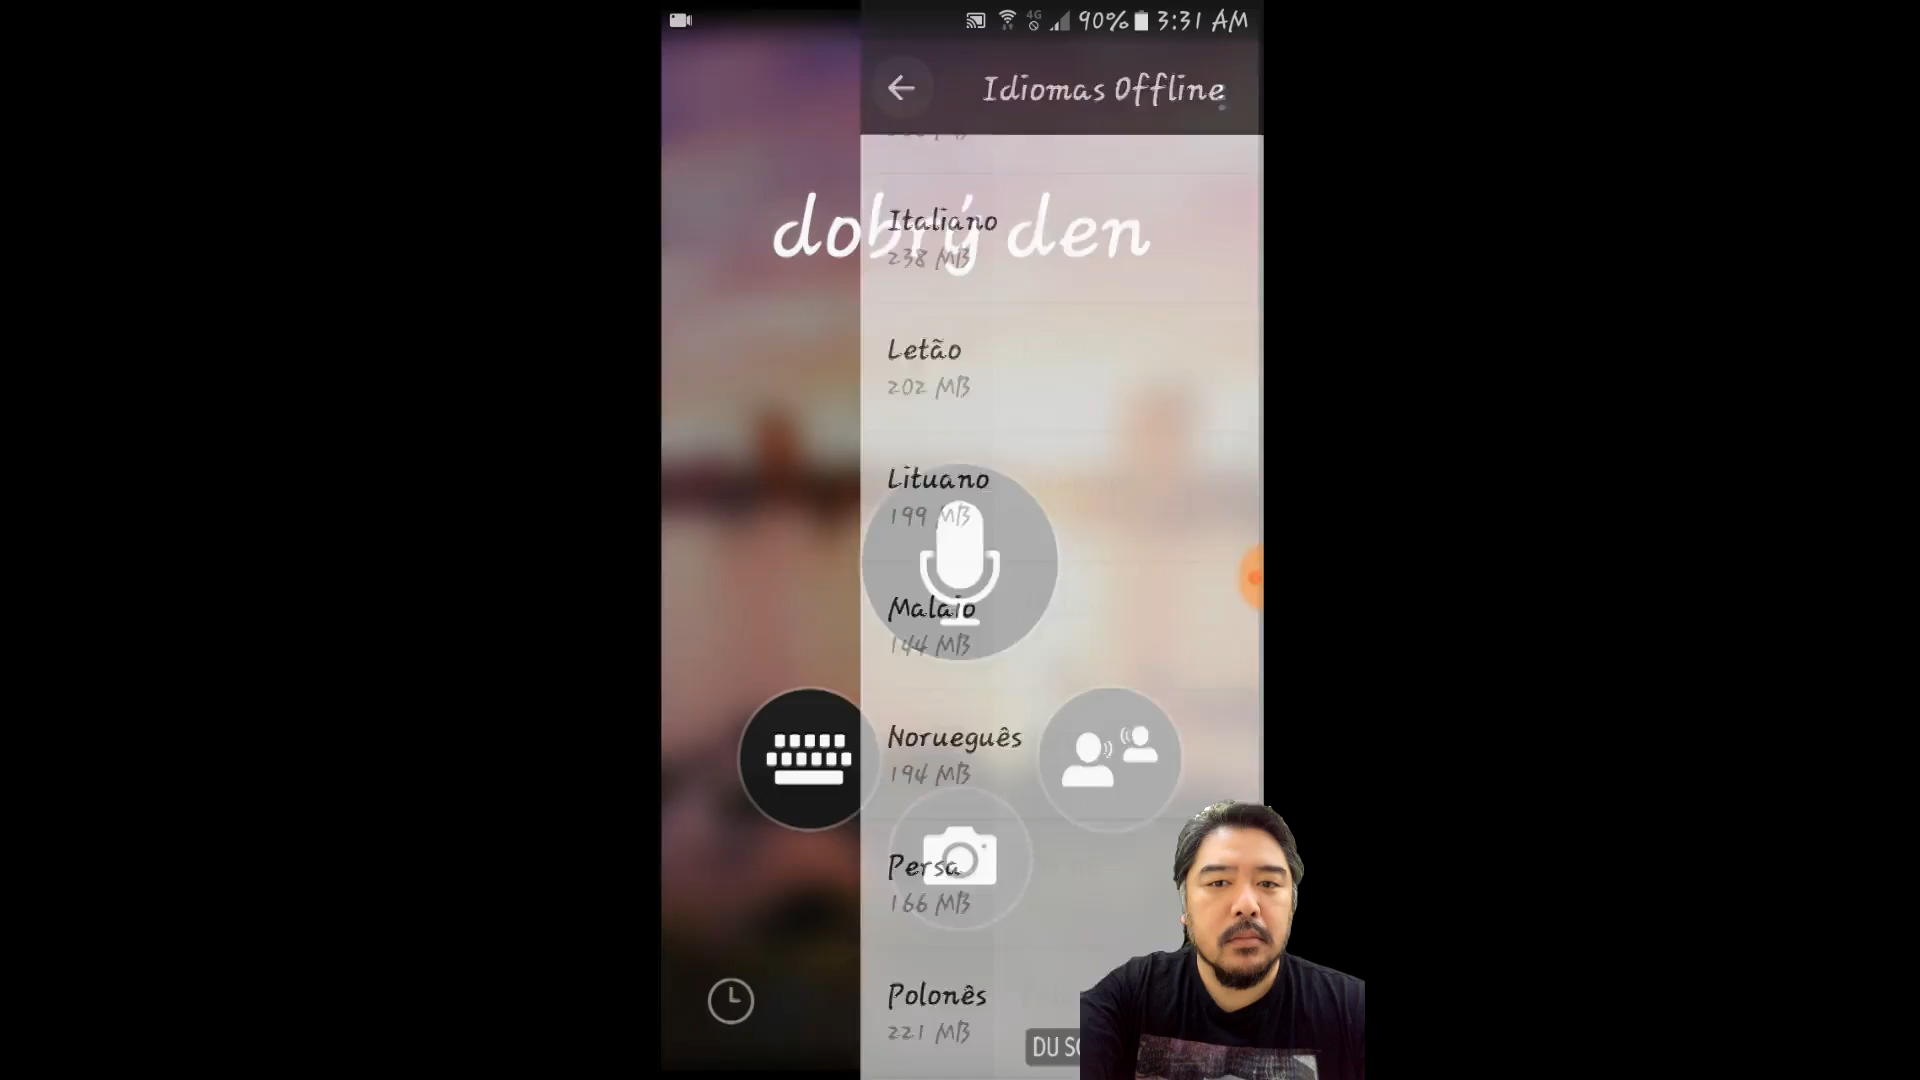 4G 90% 3:31 AM
Idiomas Offline
dobrý den
Italiano
238 MB
Letão
202 MB
Lituano
199 MB
Malaio
144 MB
Norueguês
194 MB
Persa
166 MB
Polonês
221 MB
DU